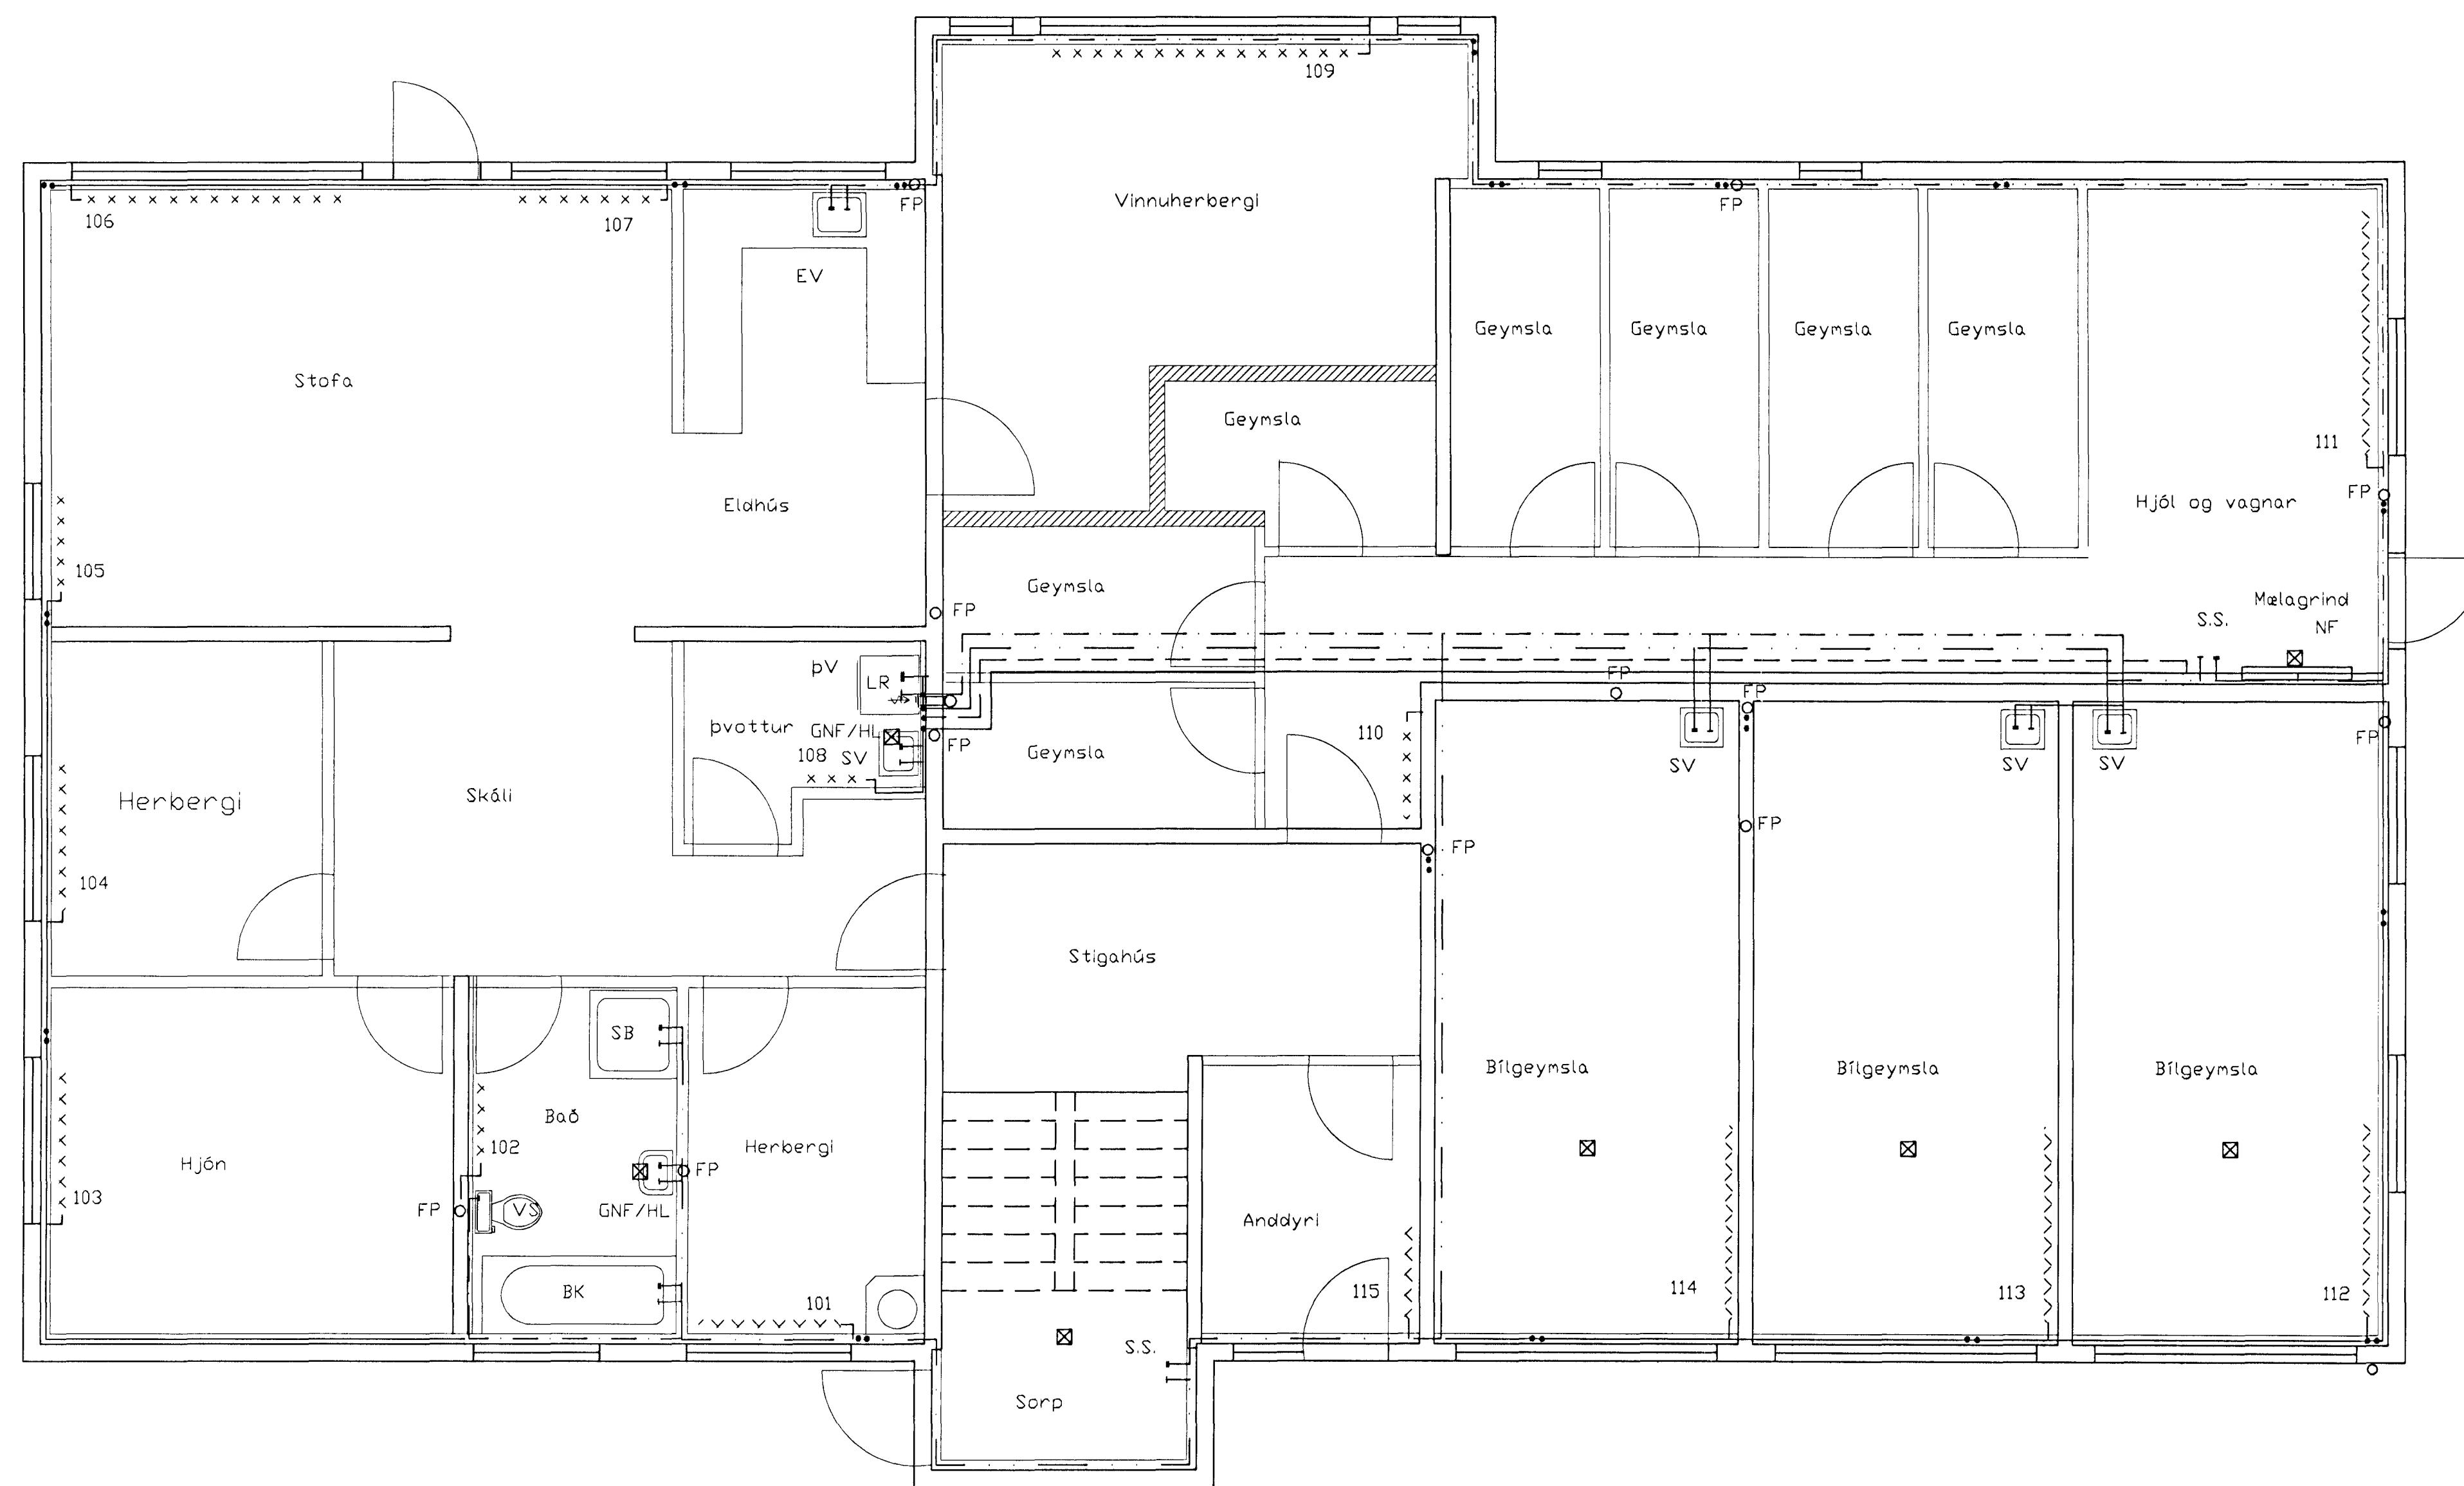 109
106
107
FP
FP
Vinnuherbergi
EV
Geymsla
Geymsla
Geymsla
Geymsla
Stofa
Geymsla
111
FP
Hjól og vagnar
Eldhús
105
Geymsla
FP
Mælagrind
NF
S.S.
ÞV
LR
FP
FP
Þvottur
GNF/HL
108
SV
FP
Geymsla
110
SV
SV
SV
FP
Herbergi
Skáli
FP
FP
104
Stigahús
SB
Bílgeymsla
Bílgeymsla
Bílgeymsla
Bað
Herbergi
102
Hjón
103
FP
FP
VS
GNF/HL
Anddyri
BK
101
115
114
113
112
S.S.
Sorp